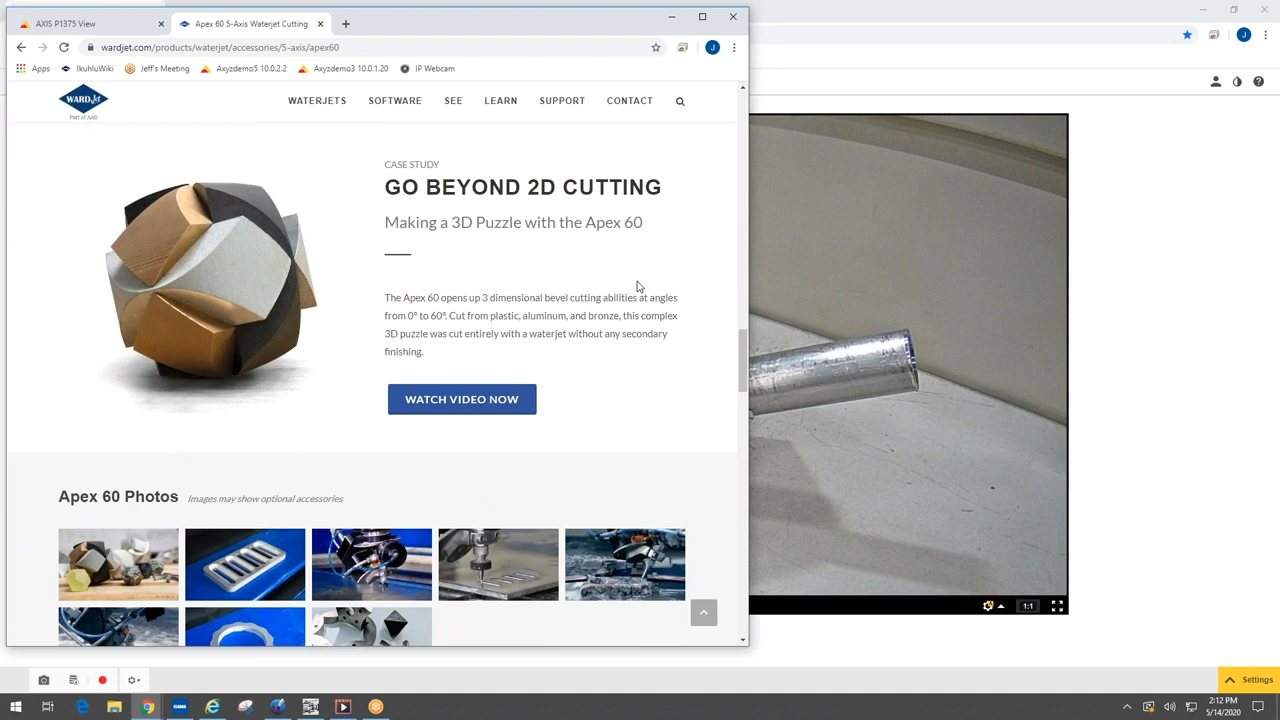 AXIS P1375 View
Apex 60 5-Axis Waterjet Cutting
wardjet.com/products/waterjet/accessories/5-axis/apex60
J
J
Apps
IkuhluWiki
Jeff's Meeting
Axyzdemo5 10.0.2.2
Axyzdemo3 10.0.1.20
IP Webcam
WARDJet
Part of AAG
WATERJETS
SOFTWARE
SEE
LEARN
SUPPORT
CONTACT
CASE STUDY
GO BEYOND 2D CUTTING
Making a 3D Puzzle with the Apex 60
The Apex 60 opens up 3 dimensional bevel cutting abilities at angles
from 0° to 60°. Cut from plastic, aluminum, and bronze, this complex
3D puzzle was cut entirely with a waterjet without any secondary
finishing.
WATCH VIDEO NOW
Apex 60 Photos Images may show optional accessories
1:1
Settings
2:12 PM
5/14/2020